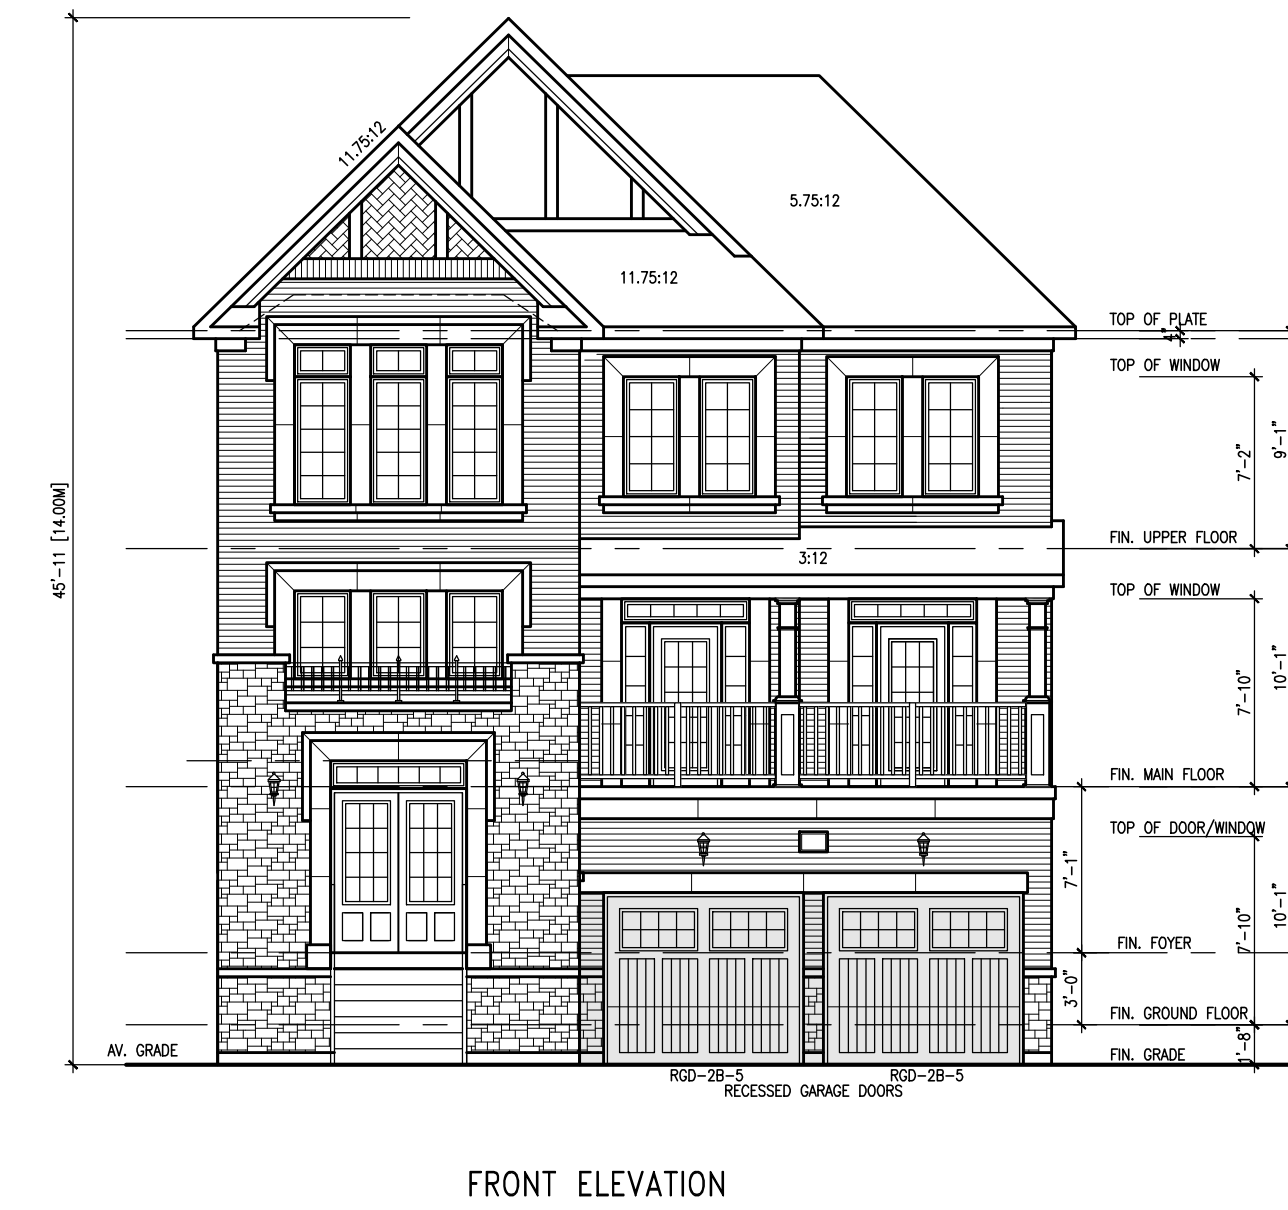 11.75:12
5.75:12
11.75:12
TOP OF PLATE
4"
TOP OF WINDOW
9'-1"
7'-2"
45'-11 [14.00M]
FIN. UPPER FLOOR
3:12
TOP OF WINDOW
10'-1"
7'-10"
FIN. MAIN FLOOR
TOP OF DOOR/WINDOW
7'-1"
10'-1"
7'-10"
FIN. FOYER
3'-0"
FIN. GROUND FLOOR
1'-8"
AV. GRADE
FIN. GRADE
RGD-2B-5
RGD-2B-5
RECESSED GARAGE DOORS
FRONT ELEVATION